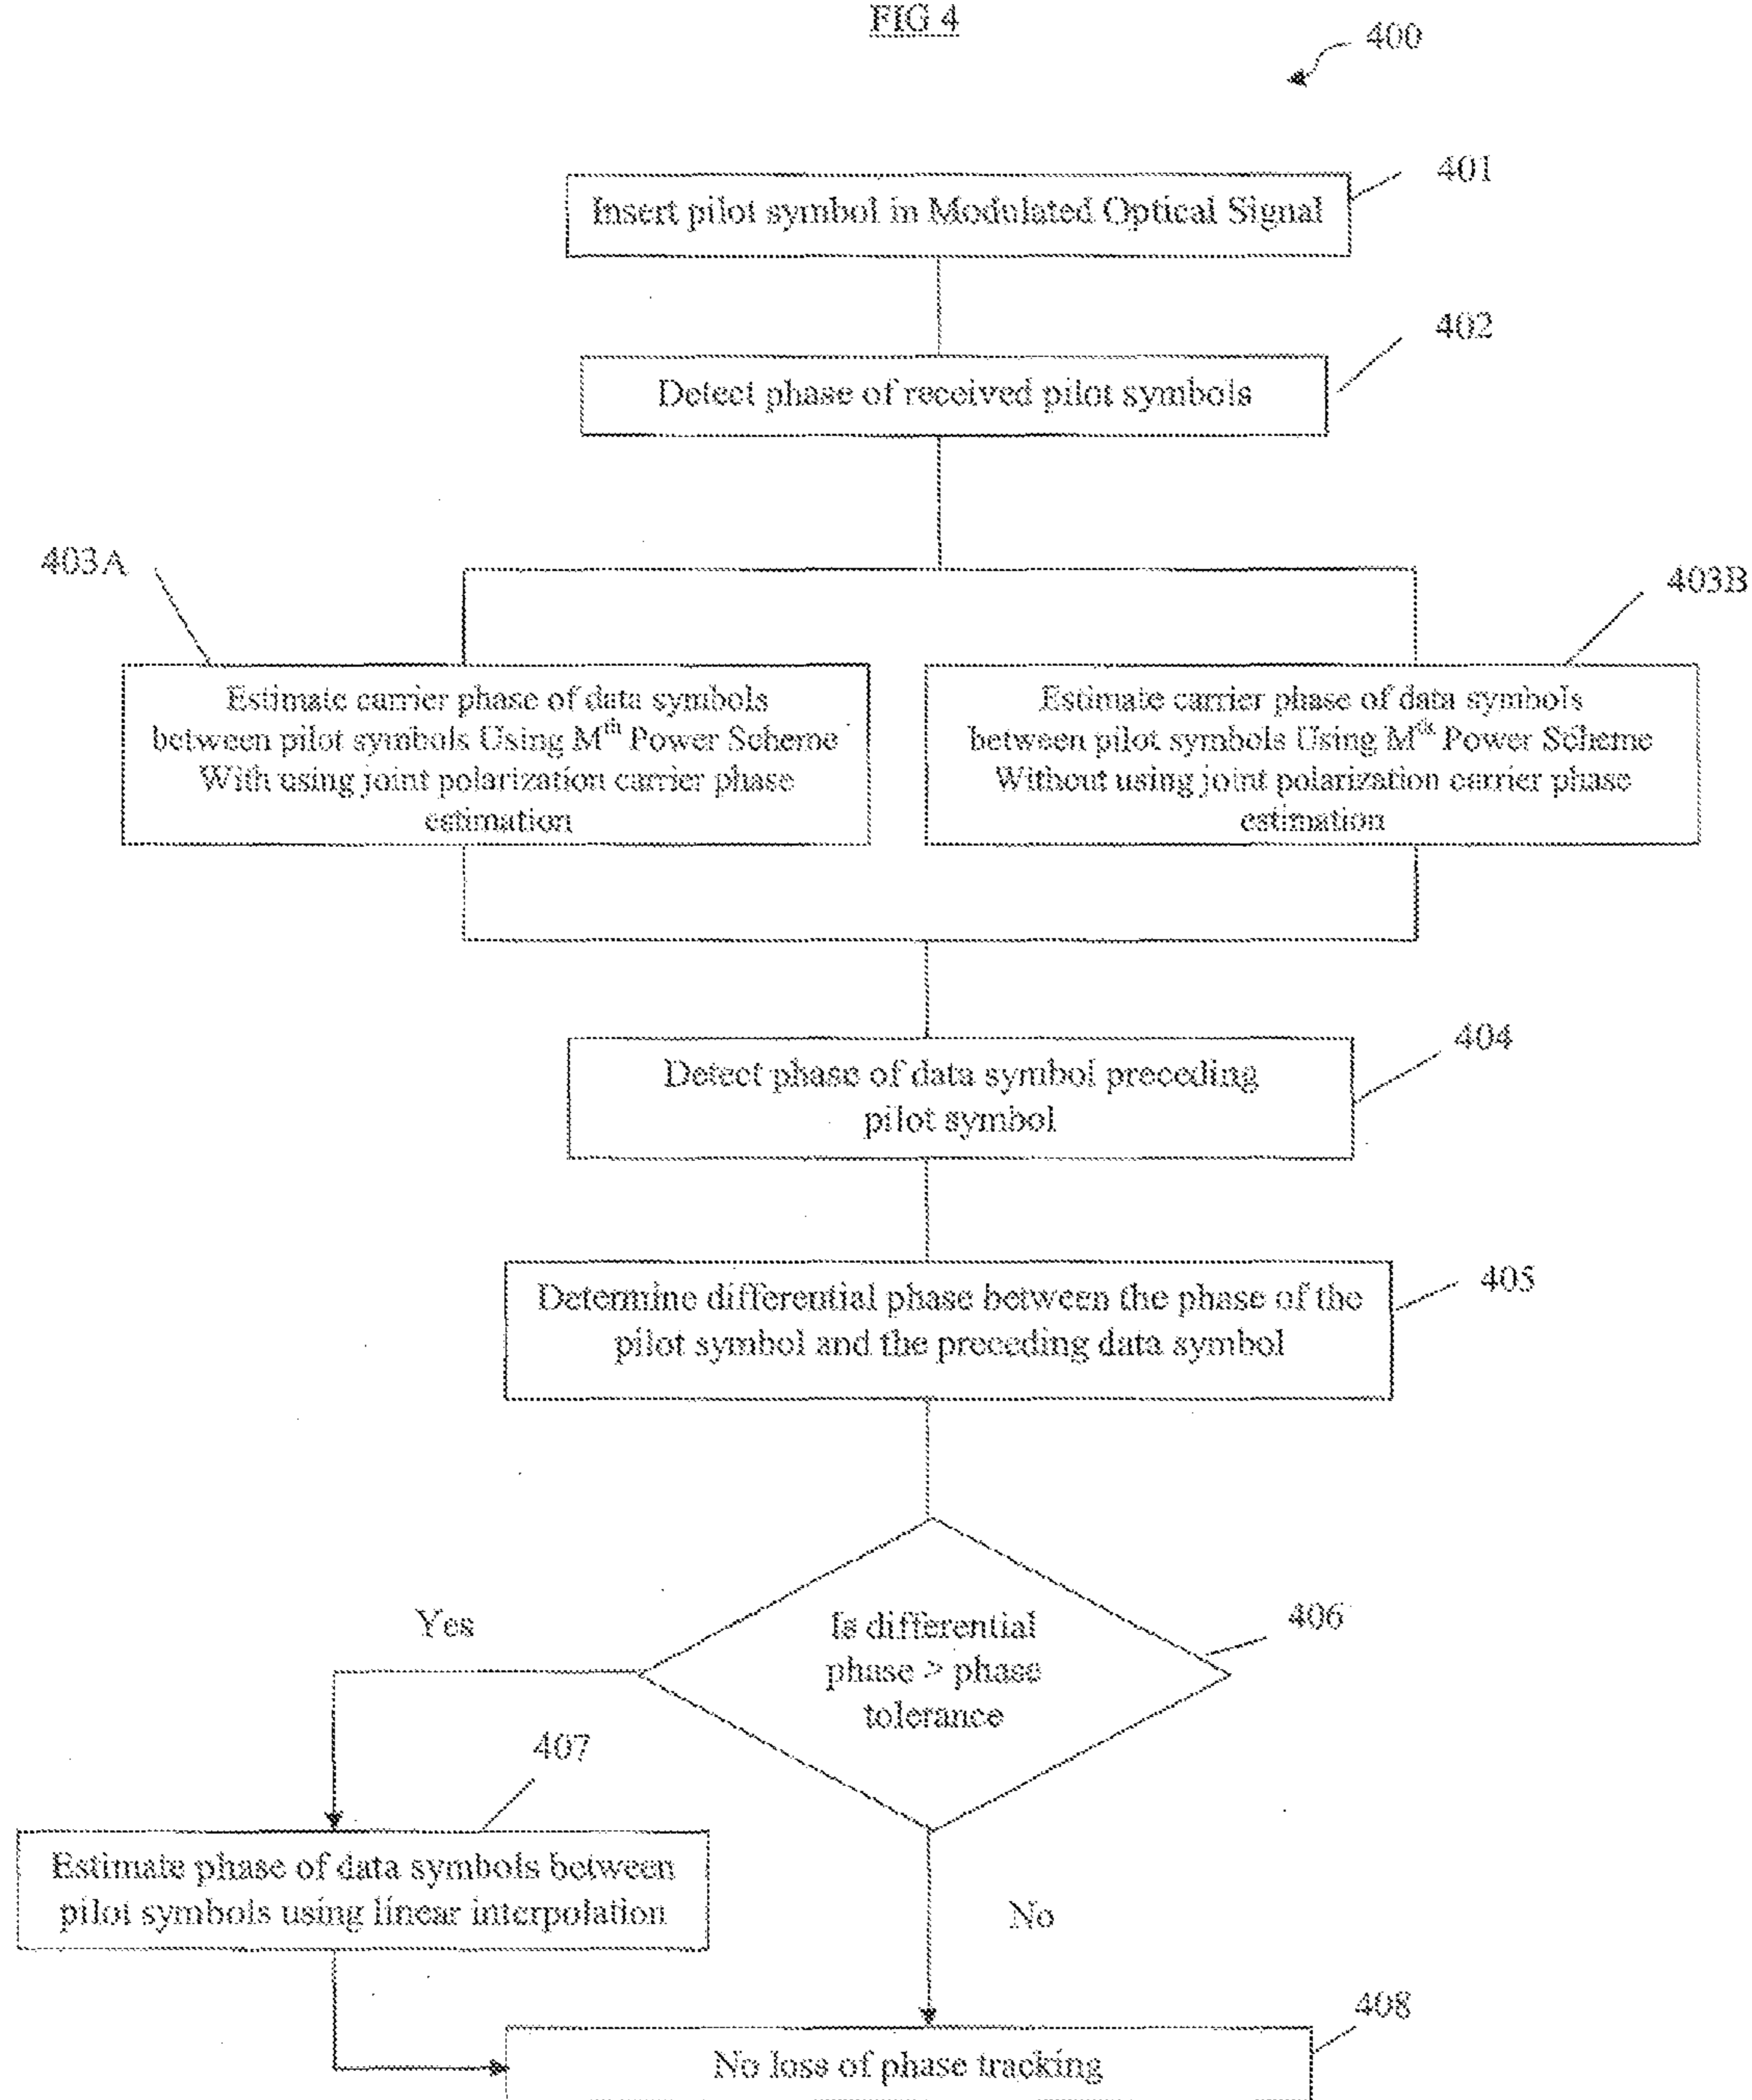 FIG 4
400
401
Insert pilot symbol in Modulated Optical Signal
402
Detect phase of received pilot symbols
403A
403B
Estimate carrier phase of data symbols
between pilot symbols Using Mth Power Scheme
With using joint polarization carrier phase
estimation
Estimate carrier phase of data symbols
between pilot symbols Using Mth Power Scheme
Without using joint polarization carrier phase
estimation
404
Detect phase of data symbol preceding
pilot symbol
405
Determine differential phase between the phase of the
pilot symbol and the preceding data symbol
406
Yes
Is differential
phase > phase
tolerance
407
Estimate phase of data symbols between
pilot symbols using linear interpolation
No
408
No loss of phase tracking